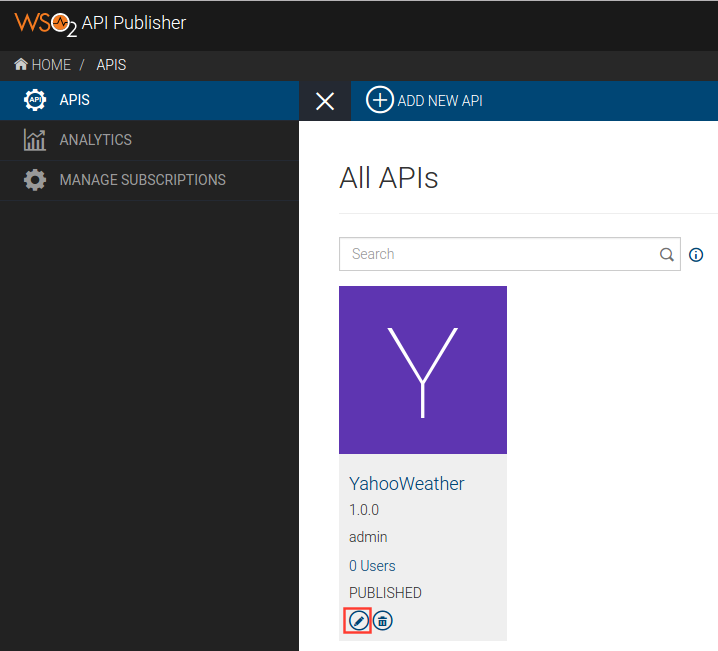 WSO2 API Publisher
HOME / APIS
API APIS
ADD NEW API
ANALYTICS
MANAGE SUBSCRIPTIONS
All APIs
Search
Y
YahooWeather
1.0.0
admin
0 Users
PUBLISHED